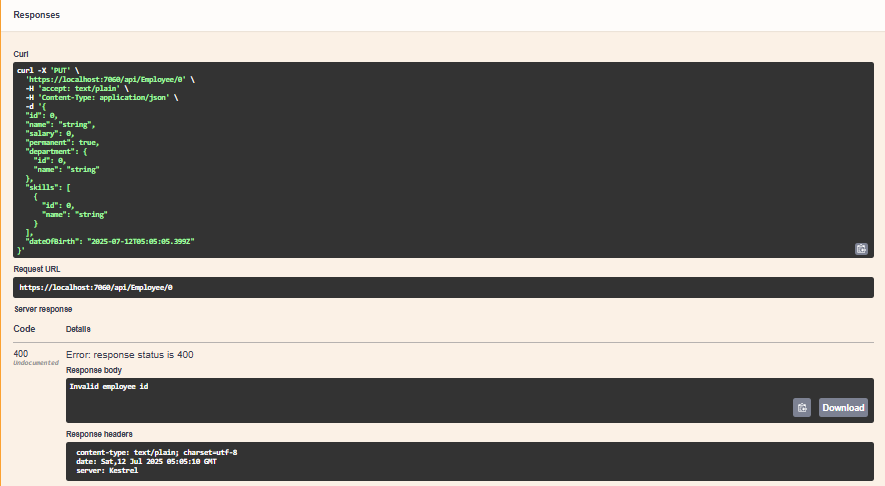 Responses
Curl
curl -X 'PUT' \
'https://localhost:7060/api/Employee/0' \
-H 'accept: text/plain' \
-H 'Content-Type: application/json' \
-d '{
"id": 0,
"name": "string",
"salary": 0,
"permanent": true,
"department": {
"id": 0,
"name": "string"
},
"skills": [
{
"id": 0,
"name": "string"
}
],
"dateOfBirth": "2025-07-12T05:05:05.399Z"
}'
Request URL
https://localhost:7060/api/Employee/0
Server response
Code Details
400 Error: response status is 400
Undocumented
Response body
Invalid employee id
Download
Response headers
content-type: text/plain; charset=utf-8
date: Sat,12 Jul 2025 05:05:10 GMT
server: Kestrel